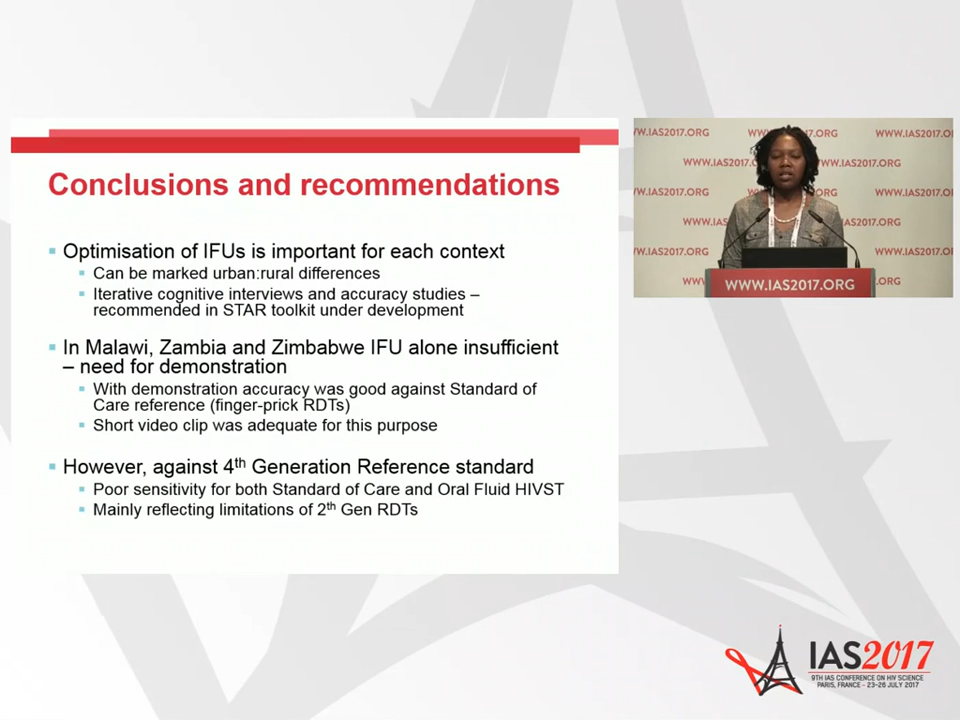 Conclusions and recommendations
Optimisation of IFUs is important for each context
Can be marked urban:rural differences
Iterative cognitive interviews and accuracy studies –
recommended in STAR toolkit under development
In Malawi, Zambia and Zimbabwe IFU alone insufficient
– need for demonstration
With demonstration accuracy was good against Standard of
Care reference (finger-prick RDTs)
Short video clip was adequate for this purpose
However, against 4th Generation Reference standard
Poor sensitivity for both Standard of Care and Oral Fluid HIVST
Mainly reflecting limitations of 2th Gen RDTs
WWW.IAS2017.ORG
WWW.IAS2017.ORG
WWW.IAS2017.ORG
WWW.IAS2017.ORG
IAS2017
9TH IAS CONFERENCE ON HIV SCIENCE
PARIS, FRANCE - 23-26 JULY 2017